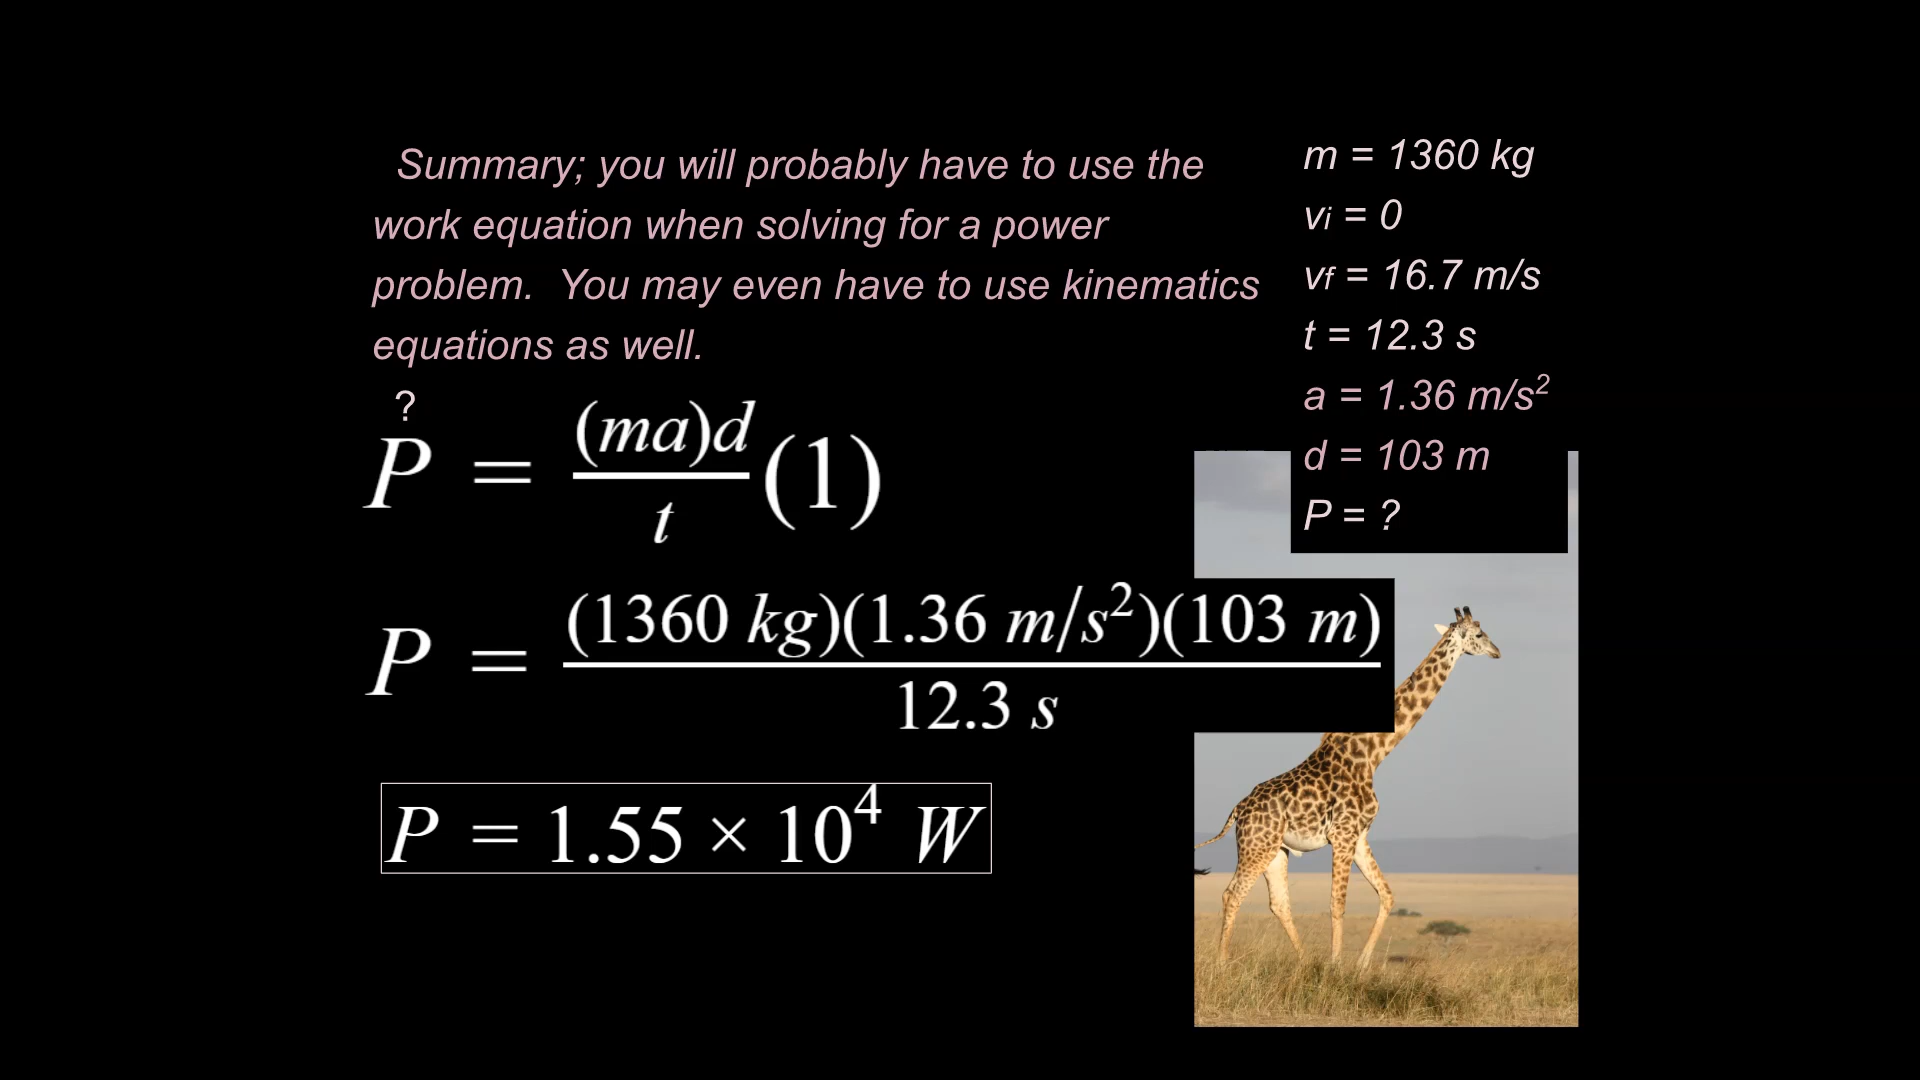 Summary; you will probably have to use the
work equation when solving for a power
problem.  You may even have to use kinematics
equations as well.
m = 1360 kg
vi = 0
vf = 16.7 m/s
t = 12.3 s
a = 1.36 m/s²
d = 103 m
P = ?
?
P = (ma)d / t (1)
P = (1360 kg)(1.36 m/s²)(103 m) / 12.3 s
P = 1.55 × 10⁴ W